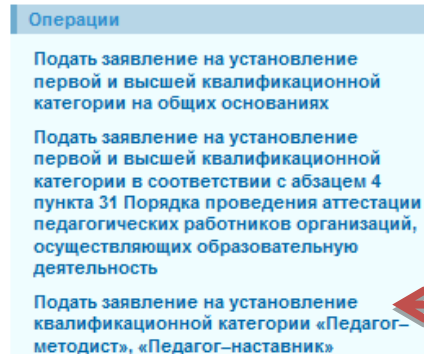 Операции
Подать заявление на установление
первой и высшей квалификационной
категории на общих основаниях
Подать заявление на установление
первой и высшей квалификационной
категории в соответствии с абзацем 4
пункта 31 Порядка проведения аттестации
педагогических работников организаций,
осуществляющих образовательную
деятельность
Подать заявление на установление
квалификационной категории «Педагог–
методист», «Педагог–наставник»